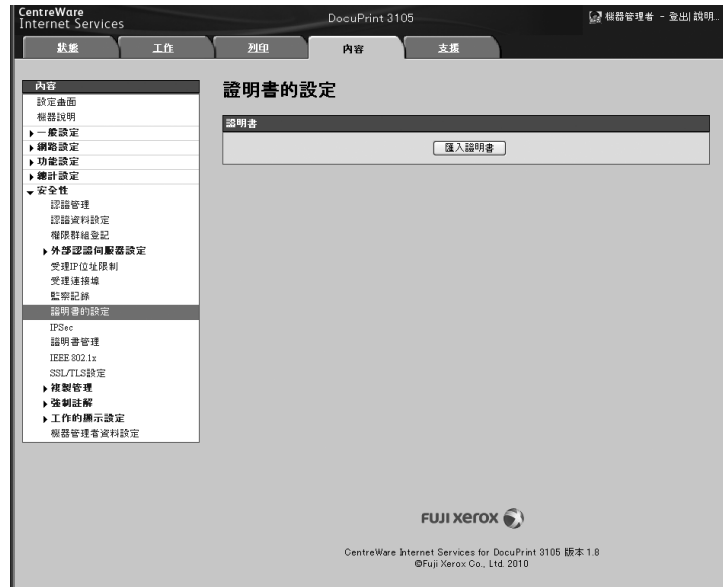 CentreWare
Internet Services
DocuPrint 3105
機器管理者 - 登出|說明...
狀態
工作
列印
內容
支援
內容
設定畫面
機器說明
一般設定
網路設定
功能設定
總計設定
安全性
認證管理
認證資料設定
權限群組登記
外部認證伺服器設定
受理IP位址限制
受理連接埠
監察記錄
證明書的設定
IPSec
證明書管理
IEEE 802.1x
SSL/TLS設定
複製管理
強制註解
工作的顯示設定
機器管理者資料設定
證明書的設定
證明書
匯入證明書
FUJI XEROX
CentreWare Internet Services for DocuPrint 3105 版本 1.8
©Fuji Xerox Co., Ltd. 2010